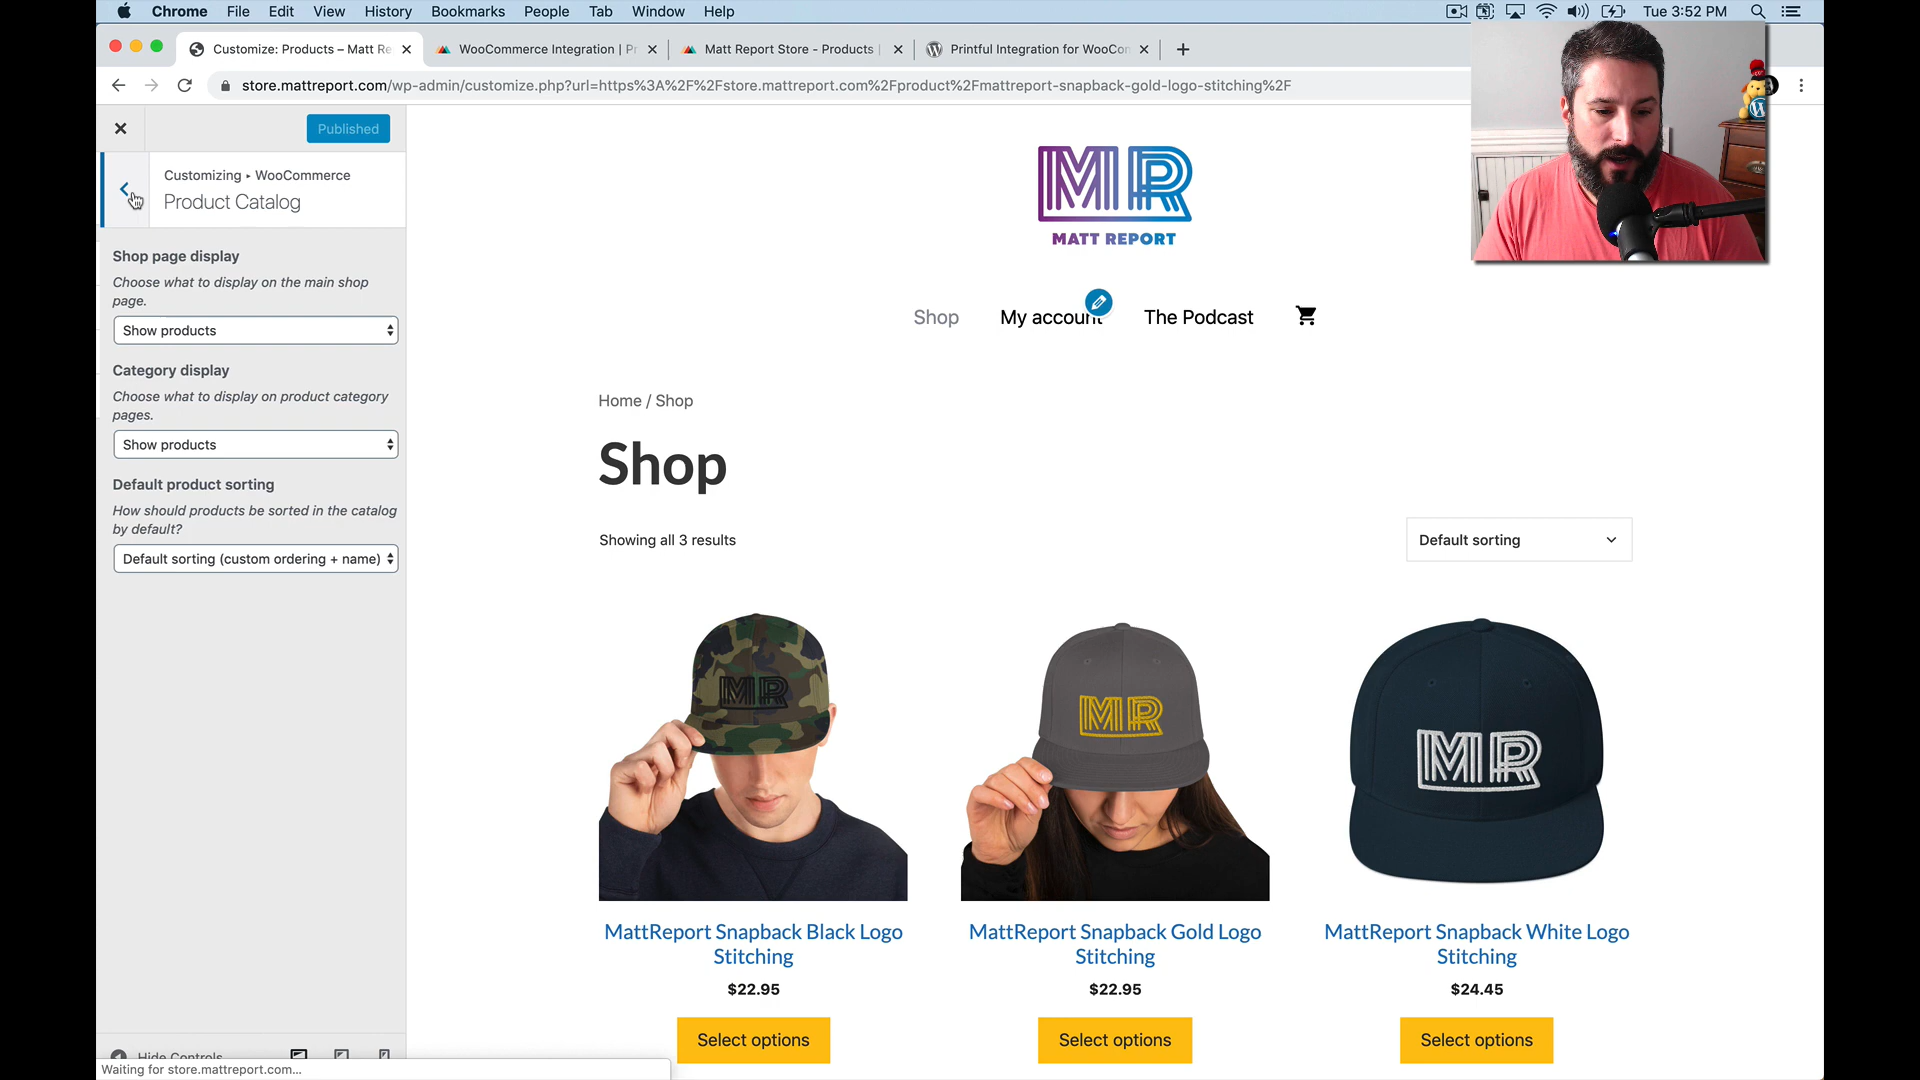 Chrome File Edit View History Bookmarks People Tab Window Help Tue 3:52 PM
Customize: Products – Matt Re WooCommerce Integration | Pr Matt Report Store - Products | Printful Integration for WooCon
store.mattreport.com/wp-admin/customize.php?url=https%3A%2F%2Fstore.mattreport.com%2Fproduct%2Fmattreport-snapback-gold-logo-stitching%2F
Published
Customizing ▸ WooCommerce
Product Catalog
Shop page display
Choose what to display on the main shop
page.
Show products
Category display
Choose what to display on product category
pages.
Show products
Default product sorting
How should products be sorted in the catalog
by default?
Default sorting (custom ordering + name)
Hide Controls
Waiting for store.mattreport.com...
MR
MATT REPORT
Shop My account The Podcast
Home / Shop
Shop
Showing all 3 results
Default sorting
MR
MR
MR
MattReport Snapback Black Logo
Stitching
$22.95
Select options
MattReport Snapback Gold Logo
Stitching
$22.95
Select options
MattReport Snapback White Logo
Stitching
$24.45
Select options